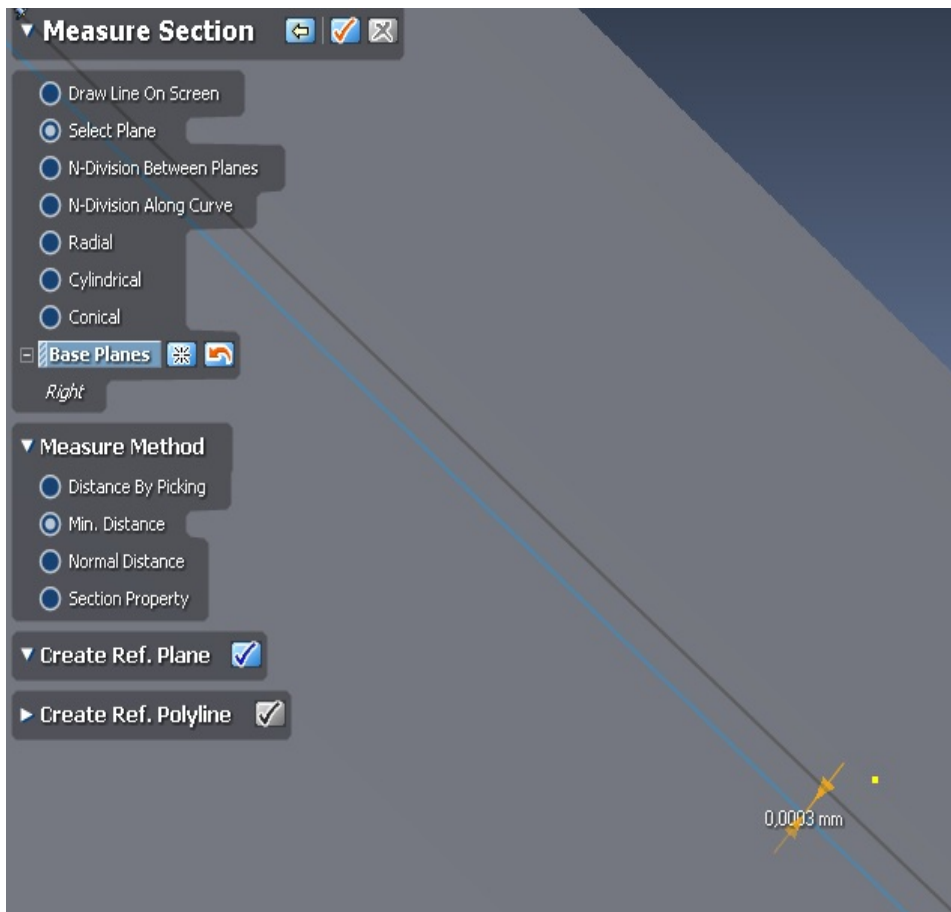 Measure Section
Draw Line On Screen
Select Plane
N-Division Between Planes
N-Division Along Curve
Radial
Cylindrical
Conical
Base Planes
Right
Measure Method
Distance By Picking
Min. Distance
Normal Distance
Section Property
Create Ref. Plane
Create Ref. Polyline
0,0003 mm